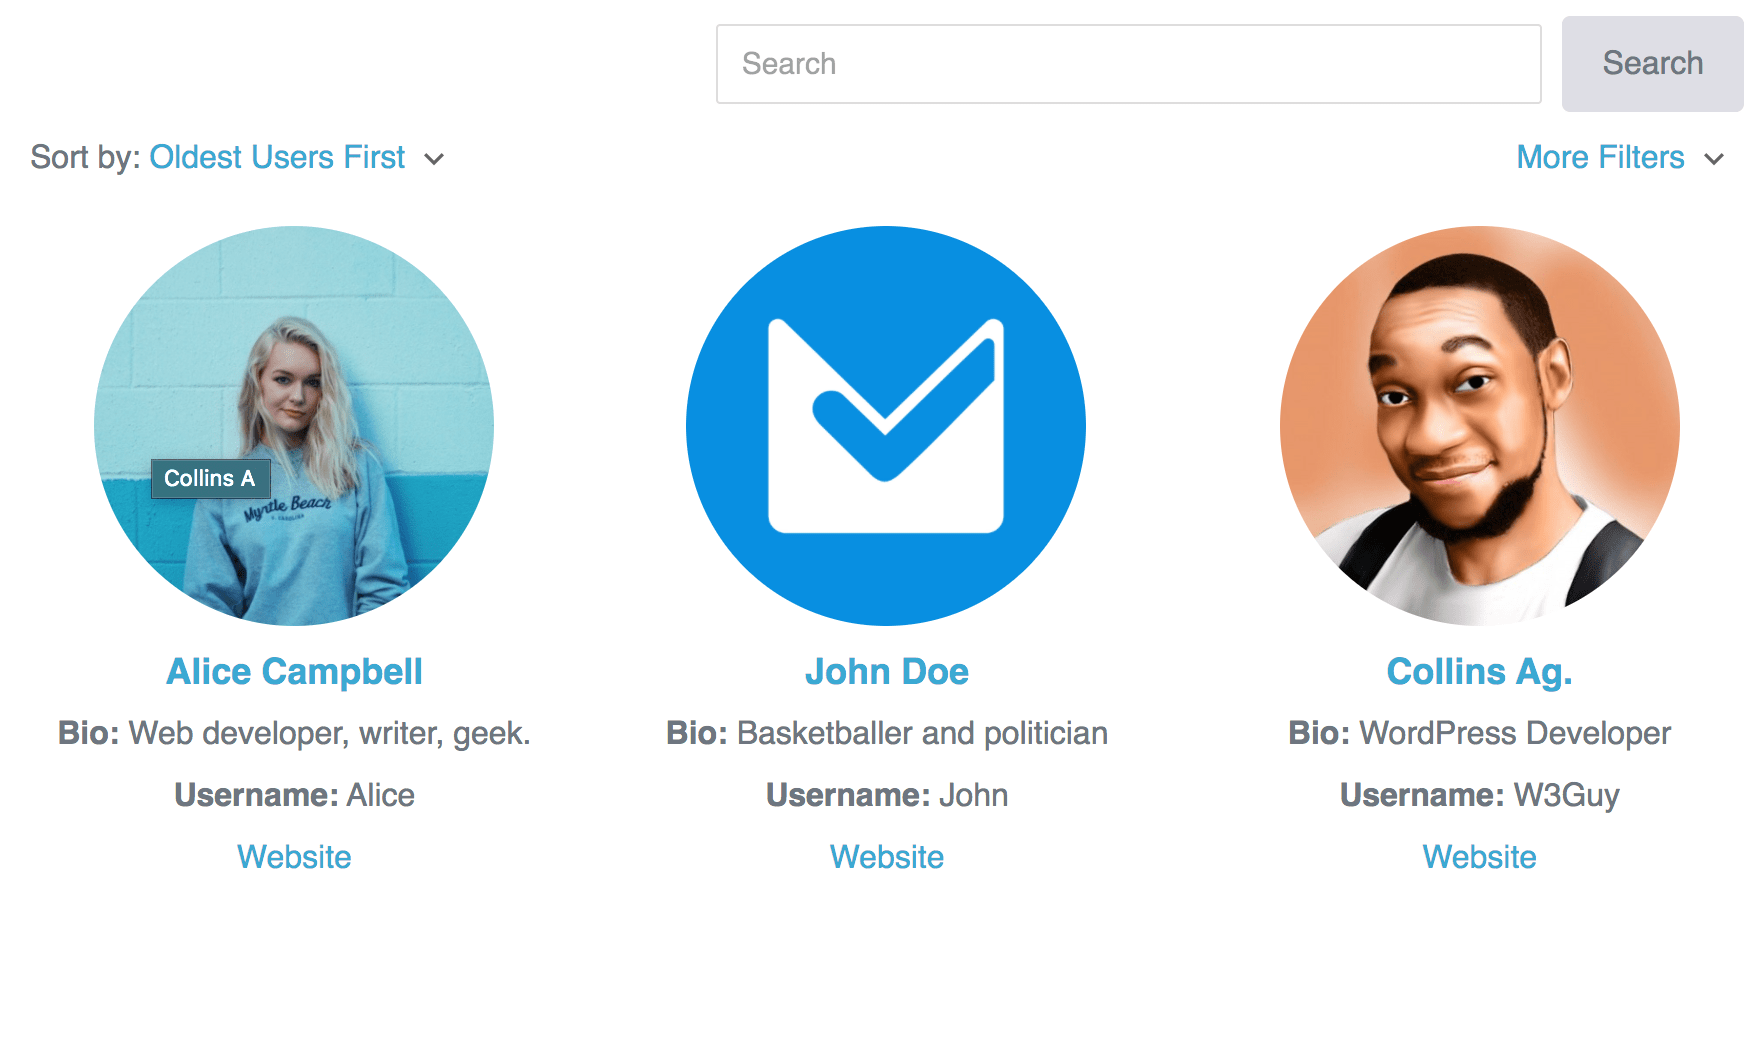 Search Search
Sort by: Oldest Users First More Filters
Collins A
Myrtle Beach
S. CAROLINA
Alice Campbell John Doe Collins Ag.
Bio: Web developer, writer, geek. Bio: Basketballer and politician Bio: WordPress Developer
Username: Alice Username: John Username: W3Guy
Website Website Website